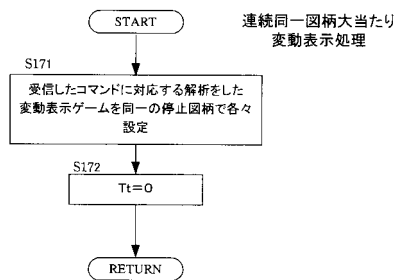 START
連続同一図柄大当たり
変動表示処理
S171
受信したコマンドに対応する解析をした
変動表示ゲームを同一の停止図柄で各々
設定
S172
Tt=0
RETURN